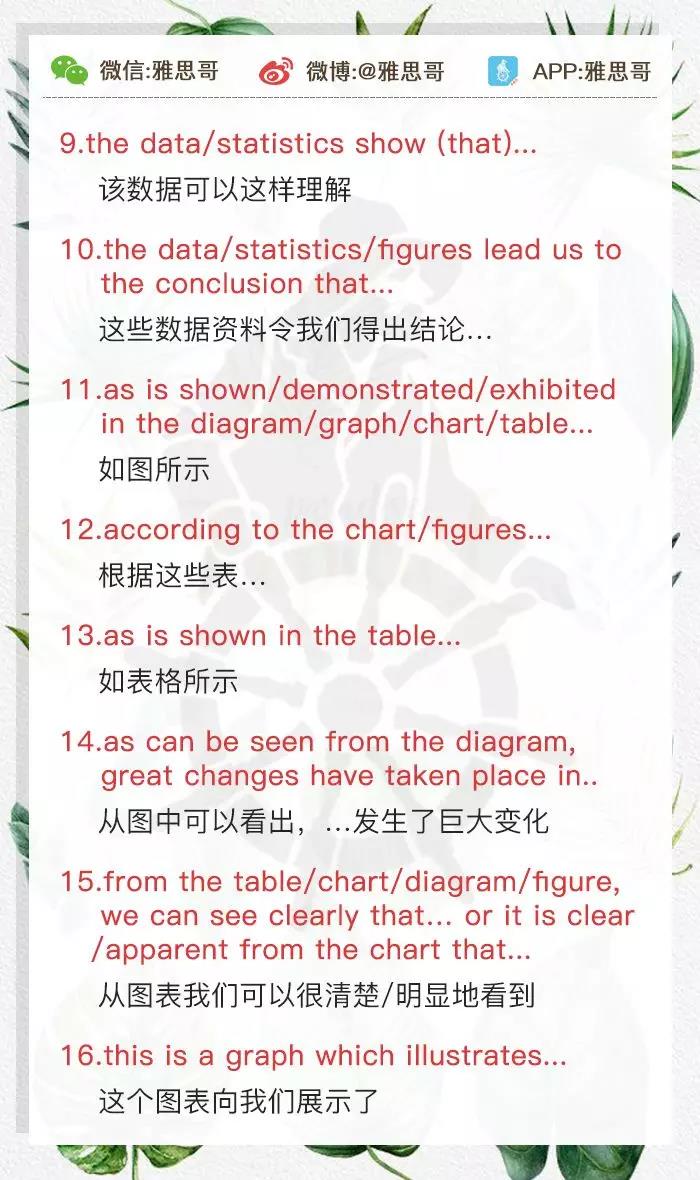 微信:雅思哥 微博:@雅思哥 APP:雅思哥
9.the data/statistics show (that)...
该数据可以这样理解
10.the data/statistics/figures lead us to
the conclusion that...
这些数据资料令我们得出结论...
11.as is shown/demonstrated/exhibited
in the diagram/graph/chart/table...
如图所示
12.according to the chart/figures...
根据这些表...
13.as is shown in the table...
如表格所示
14.as can be seen from the diagram,
great changes have taken place in..
从图中可以看出，...发生了巨大变化
15.from the table/chart/diagram/figure,
we can see clearly that... or it is clear
/apparent from the chart that...
从图表我们可以很清楚/明显地看到
16.this is a graph which illustrates...
这个图表向我们展示了